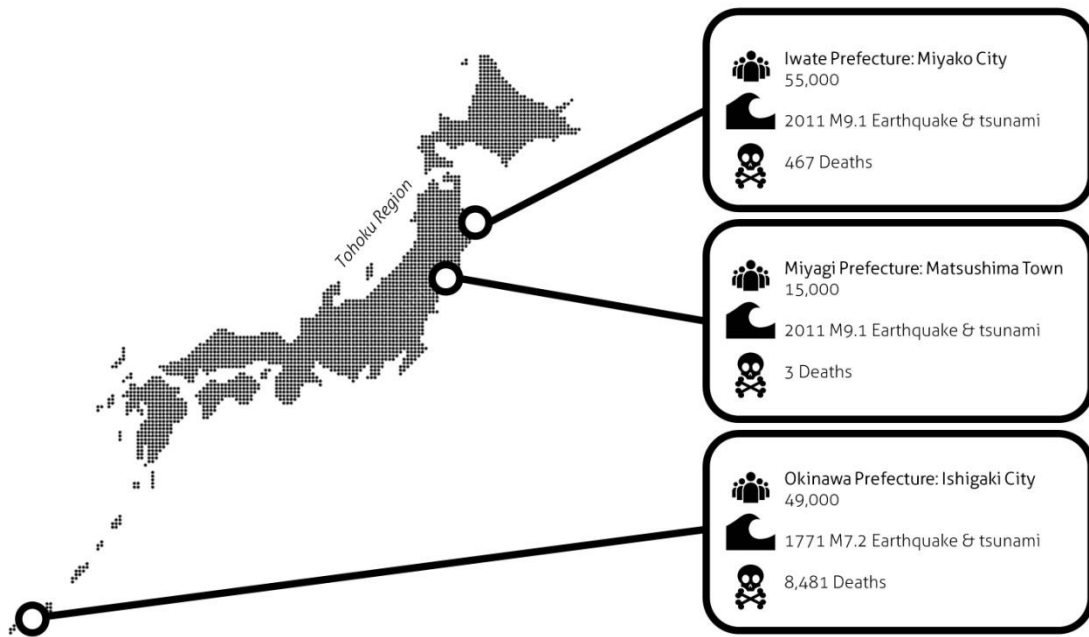 Tohoku Region
Iwate Prefecture: Miyako City
55,000
2011 M9.1 Earthquake & tsunami
467 Deaths
Miyagi Prefecture: Matsushima Town
15,000
2011 M9.1 Earthquake & tsunami
3 Deaths
Okinawa Prefecture: Ishigaki City
49,000
1771 M7.2 Earthquake & tsunami
8,481 Deaths